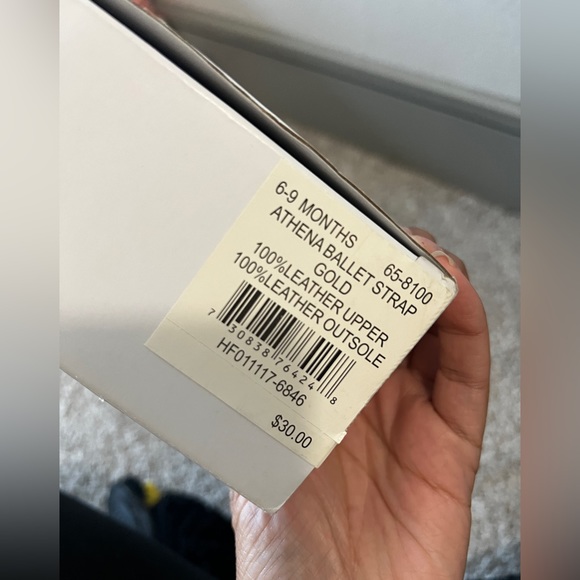 6-9 MONTHS 65-8100
ATHENA BALLET STRAP
GOLD
100%LEATHER UPPER
100%LEATHER OUTSOLE
7 30838 76424 8
HF011117-6846
$30.00